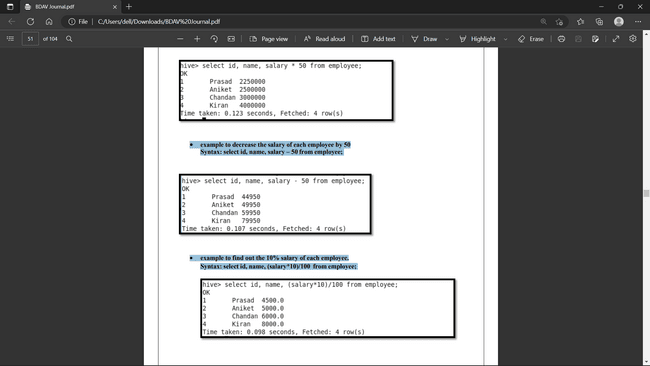 BDAV Journal.pdf
File
C:/Users/dell/Downloads/BDAV%20Journal.pdf
51 of 104
Page view
Read aloud
Add text
Draw
Highlight
Erase
hive> select id, name, salary * 50 from employee;
OK
1 Prasad 2250000
2 Aniket 2500000
3 Chandan 3000000
4 Kiran 4000000
Time taken: 0.123 seconds, Fetched: 4 row(s)
• example to decrease the salary of each employee by 50
Syntax: select id, name, salary – 50 from employee;
hive> select id, name, salary - 50 from employee;
OK
1 Prasad 44950
2 Aniket 49950
3 Chandan 59950
4 Kiran 79950
Time taken: 0.107 seconds, Fetched: 4 row(s)
• example to find out the 10% salary of each employee.
Syntax: select id, name, (salary*10)/100 from employee;
hive> select id, name, (salary*10)/100 from employee;
OK
1 Prasad 4500.0
2 Aniket 5000.0
3 Chandan 6000.0
4 Kiran 8000.0
Time taken: 0.098 seconds, Fetched: 4 row(s)